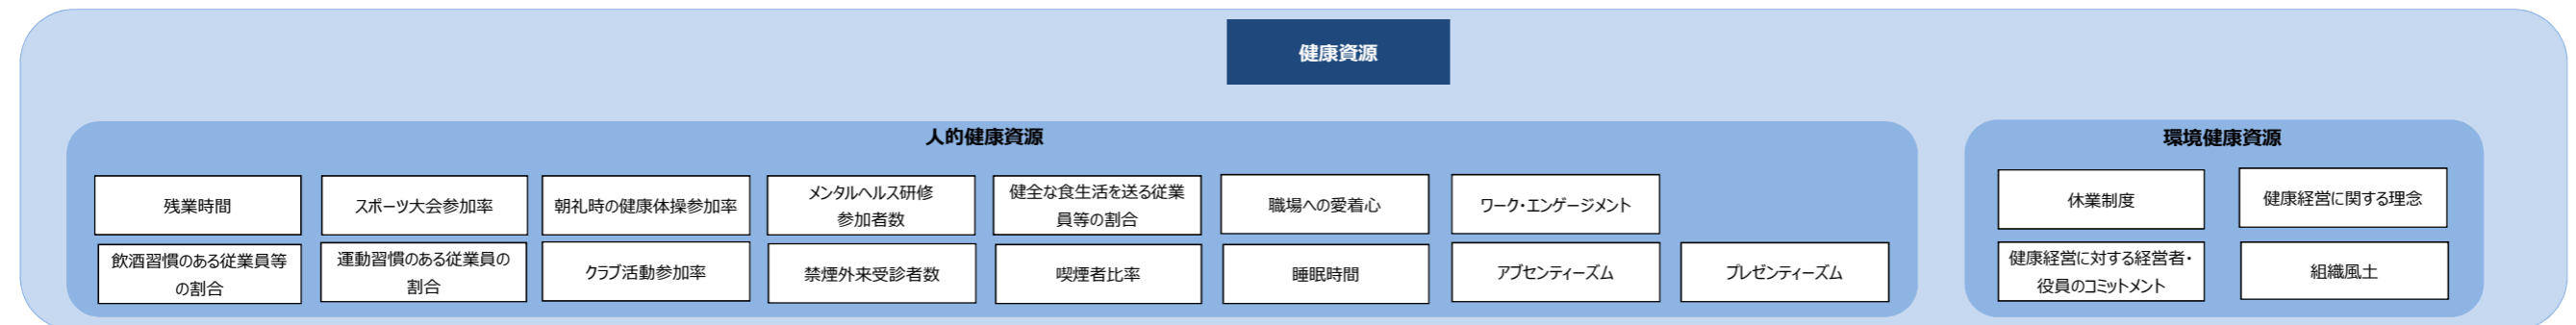 健康資源
人的健康資源
残業時間
スポーツ大会参加率
朝礼時の健康体操参加率
メンタルヘルス研修
参加者数
健全な食生活を送る従業
員等の割合
職場への愛着心
ワーク・エンゲージメント
飲酒習慣のある従業員等
の割合
運動習慣のある従業員の
割合
クラブ活動参加率
禁煙外来受診者数
喫煙者比率
睡眠時間
アブセンティーズム
プレゼンティーズム
環境健康資源
休業制度
健康経営に関する理念
健康経営に対する経営者・
役員のコミットメント
組織風土